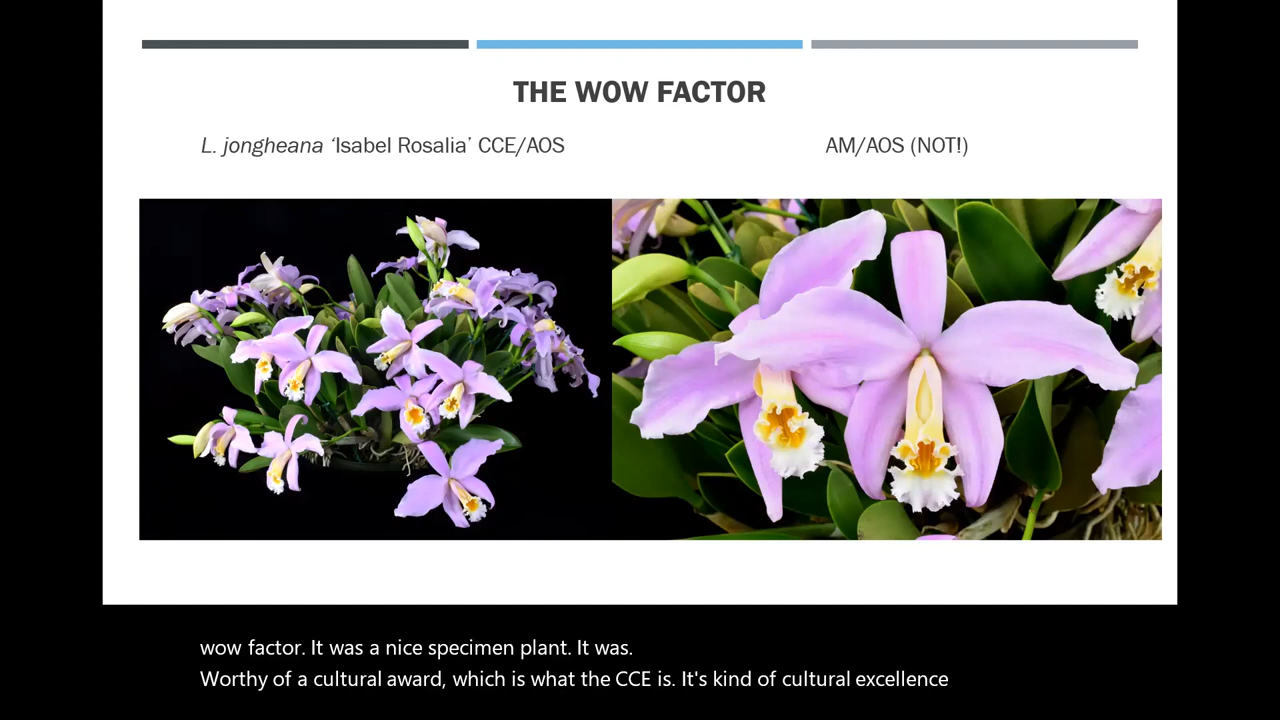 THE WOW FACTOR
L. jongheana ‘Isabel Rosalia’ CCE/AOS
AM/AOS (NOT!)
wow factor. It was a nice specimen plant. It was.
Worthy of a cultural award, which is what the CCE is. It's kind of cultural excellence